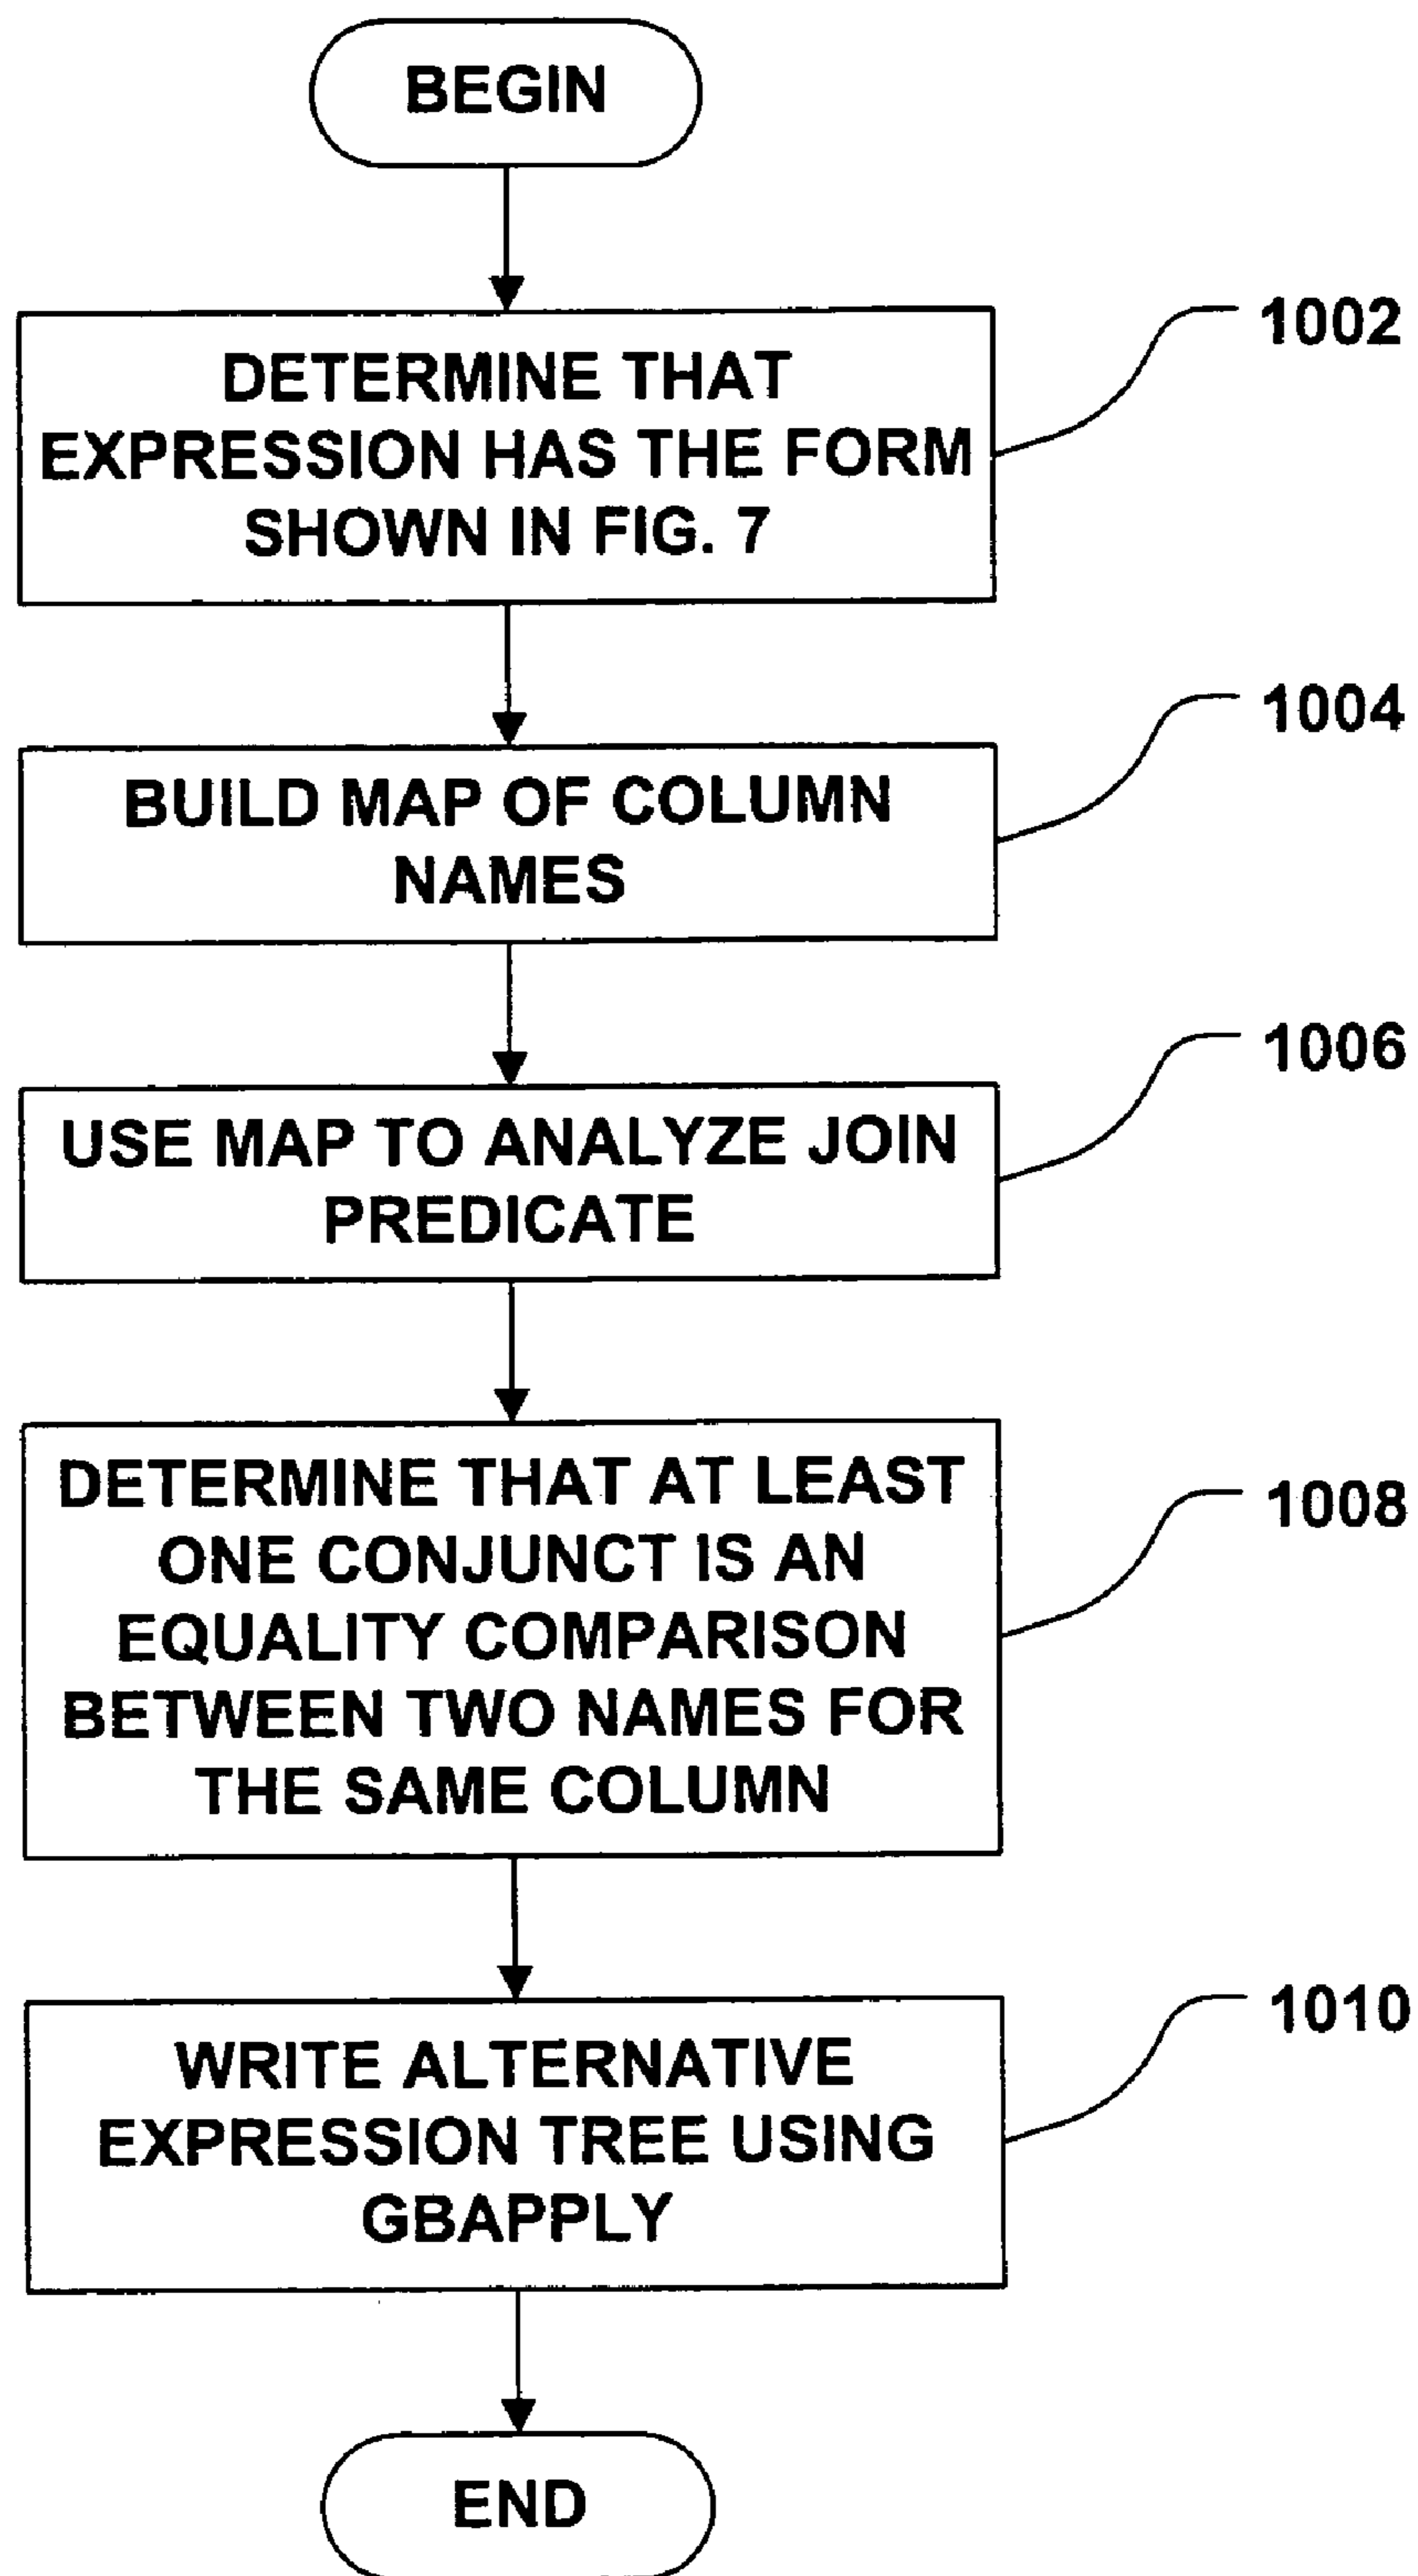 BEGIN
1002
DETERMINE THAT
EXPRESSION HAS THE FORM
SHOWN IN FIG. 7
1004
BUILD MAP OF COLUMN
NAMES
1006
USE MAP TO ANALYZE JOIN
PREDICATE
1008
DETERMINE THAT AT LEAST
ONE CONJUNCT IS AN
EQUALITY COMPARISON
BETWEEN TWO NAMES FOR
THE SAME COLUMN
1010
WRITE ALTERNATIVE
EXPRESSION TREE USING
GBAPPLY
END